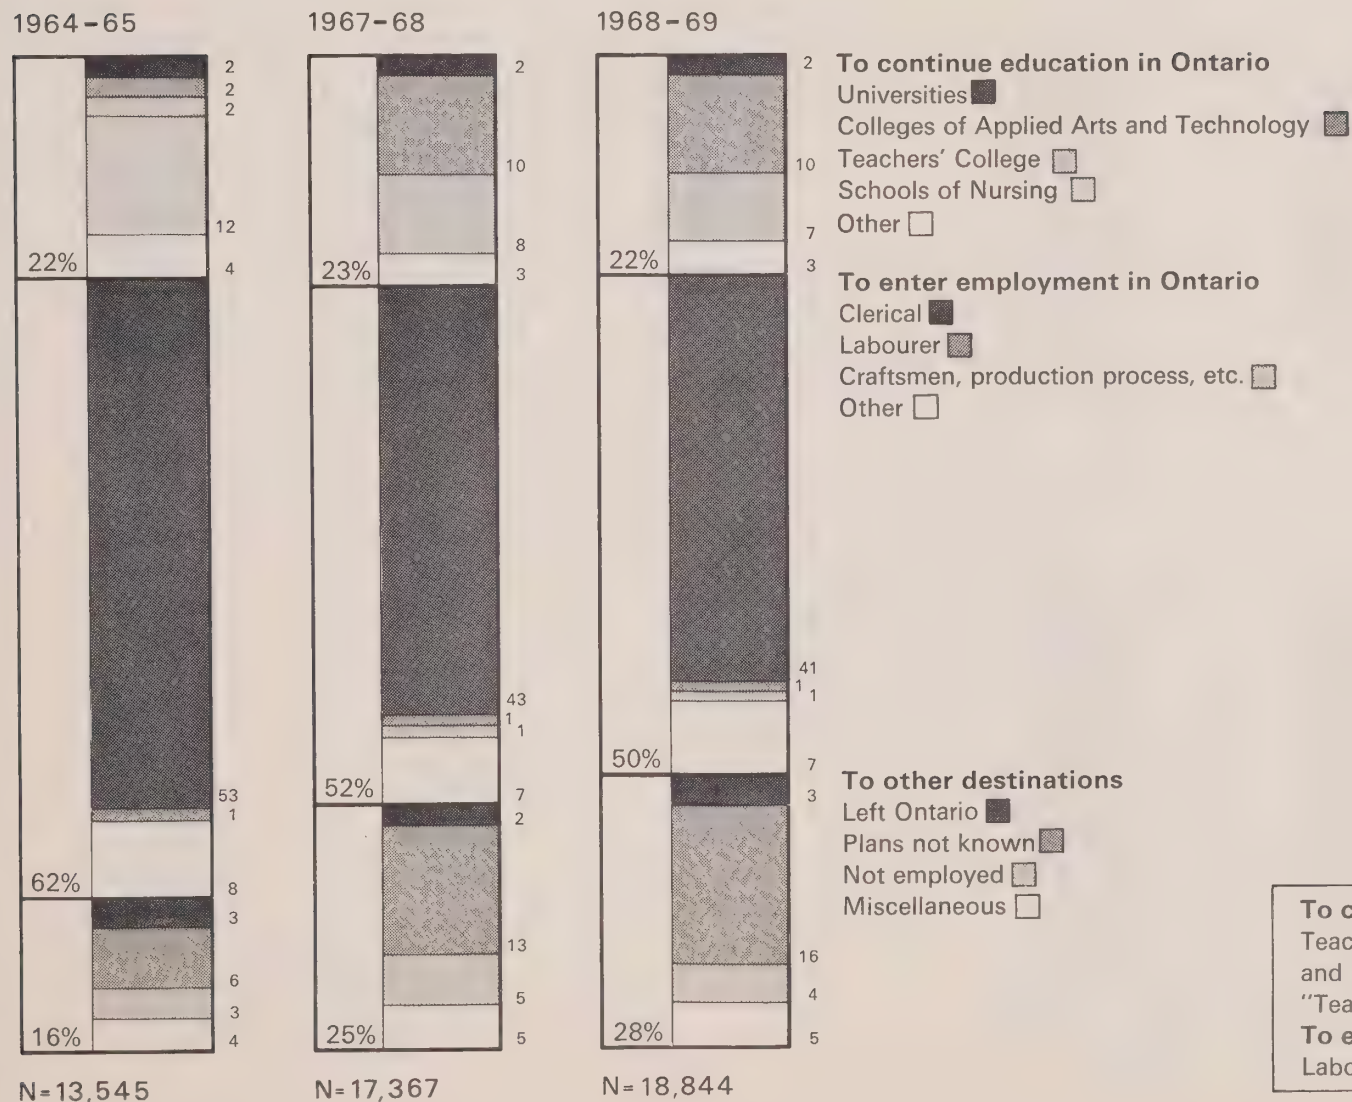 1964-65
2
2
2
12
22%
4
53
1
62%
8
3
6
3
16%
4
N=13,545
1967-68
2
10
8
23%
3
43
1
1
52%
7
2
13
5
25%
5
N=17,367
1968-69
2
10
7
22%
3
41
1
1
50%
7
3
16
4
28%
5
N=18,844
To continue education in Ontario
Universities
Colleges of Applied Arts and Technology
Teachers' College
Schools of Nursing
Other
To enter employment in Ontario
Clerical
Labourer
Craftsmen, production process, etc.
Other
To other destinations
Left Ontario
Plans not known
Not employed
Miscellaneous
To
and
To